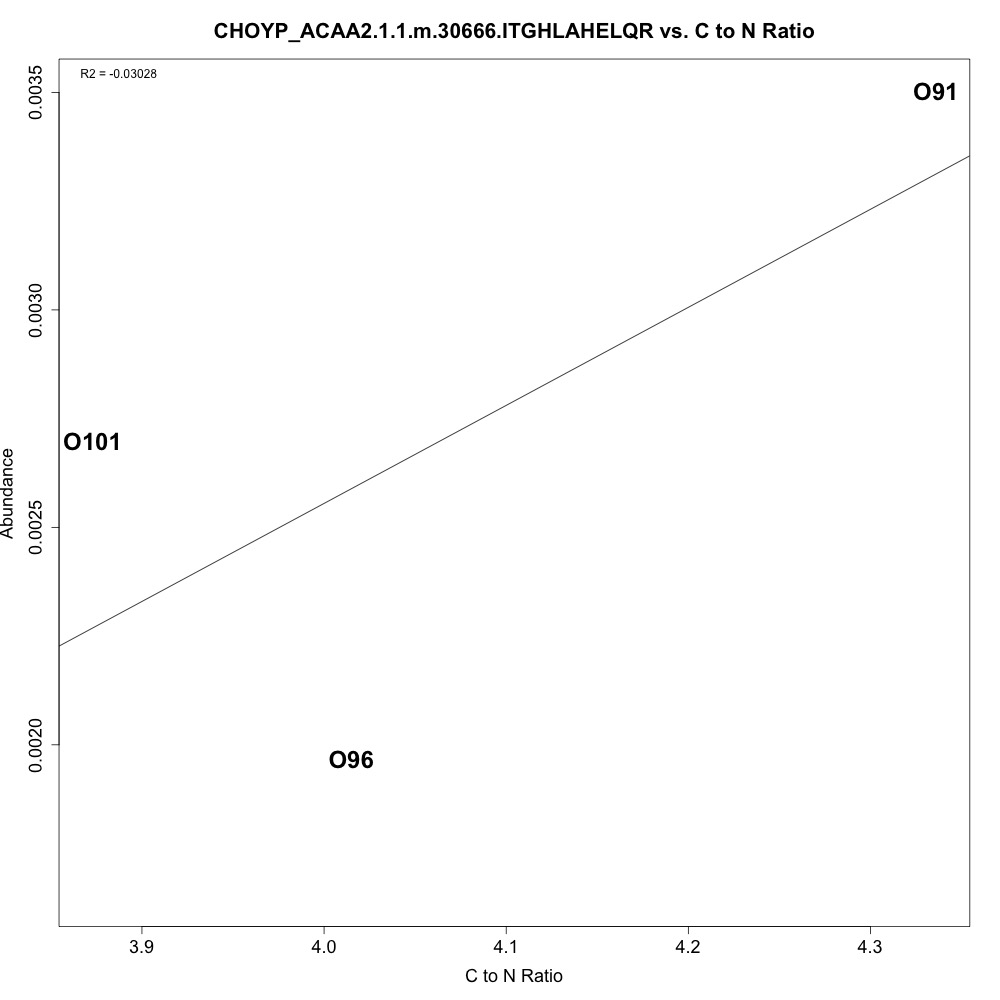 CHOYP_ACAA2.1.1.m.30666.ITGHLAHELQR vs. C to N Ratio
R2 = -0.03028
0.0035
O91
0.0030
O101
Abundance
0.0025
0.0020
O96
3.9 4.0 4.1 4.2 4.3
C to N Ratio